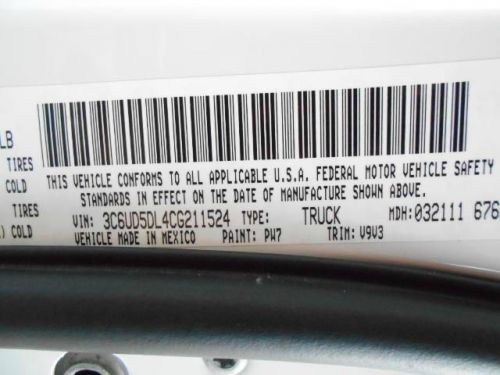 LB
TIRES
COLD
TIRES
) COLD
THIS VEHICLE CONFORMS TO ALL APPLICABLE U.S.A. FEDERAL MOTOR VEHICLE SAFETY
STANDARDS IN EFFECT ON THE DATE OF MANUFACTURE SHOWN ABOVE.
VIN: 3C6UD5DL4CG211524 TYPE: TRUCK MDH: 032111 676
VEHICLE MADE IN MEXICO PAINT: PW7 TRIM: V9V3